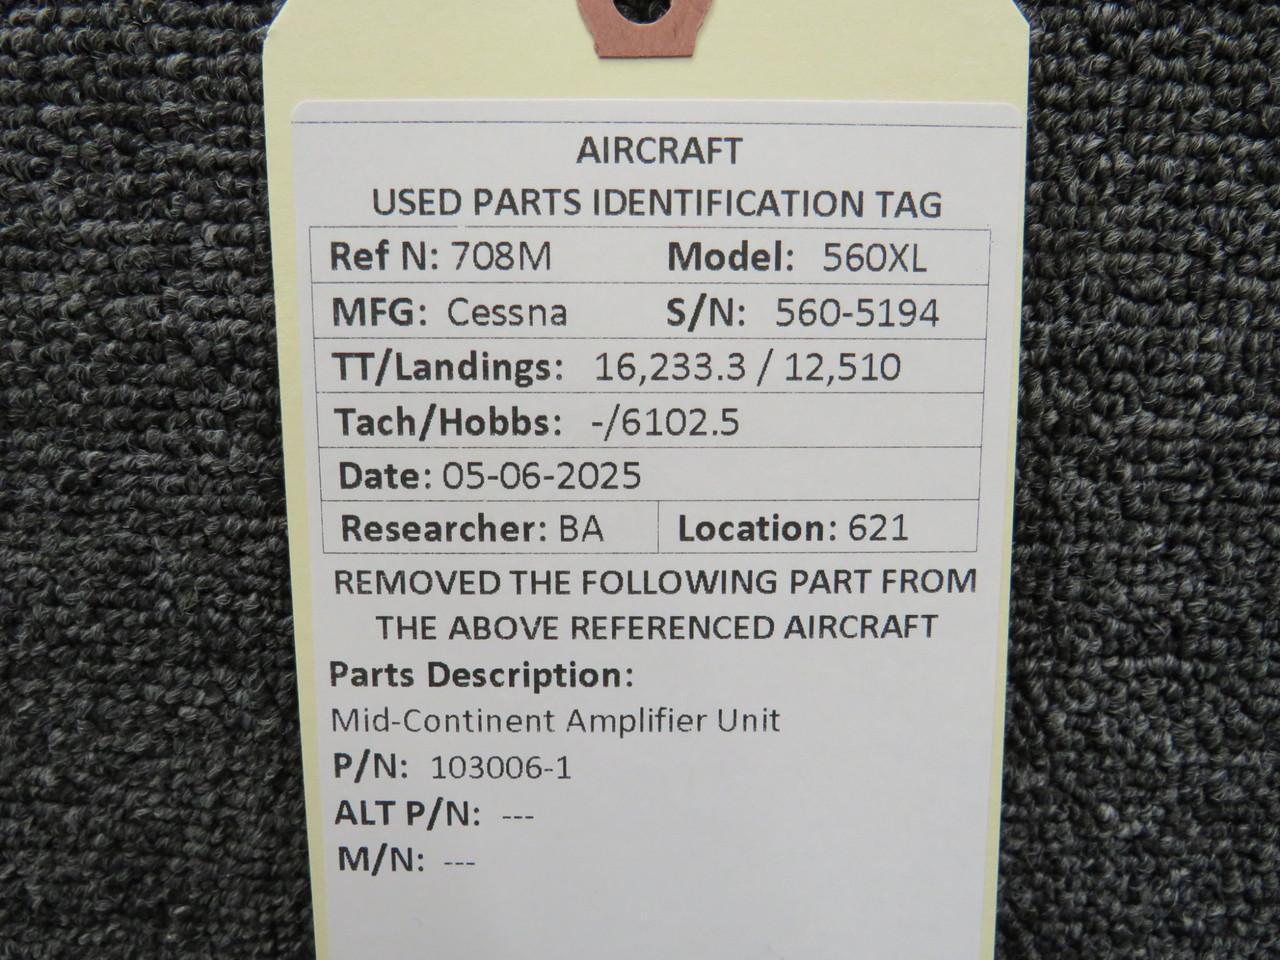 AIRCRAFT
USED PARTS IDENTIFICATION TAG
Ref N: 708M Model: 560XL
MFG: Cessna S/N: 560-5194
TT/Landings: 16,233.3 / 12,510
Tach/Hobbs: -/6102.5
Date: 05-06-2025
Researcher: BA Location: 621
REMOVED THE FOLLOWING PART FROM
THE ABOVE REFERENCED AIRCRAFT
Parts Description:
Mid-Continent Amplifier Unit
P/N: 103006-1
ALT P/N: ---
M/N: ---